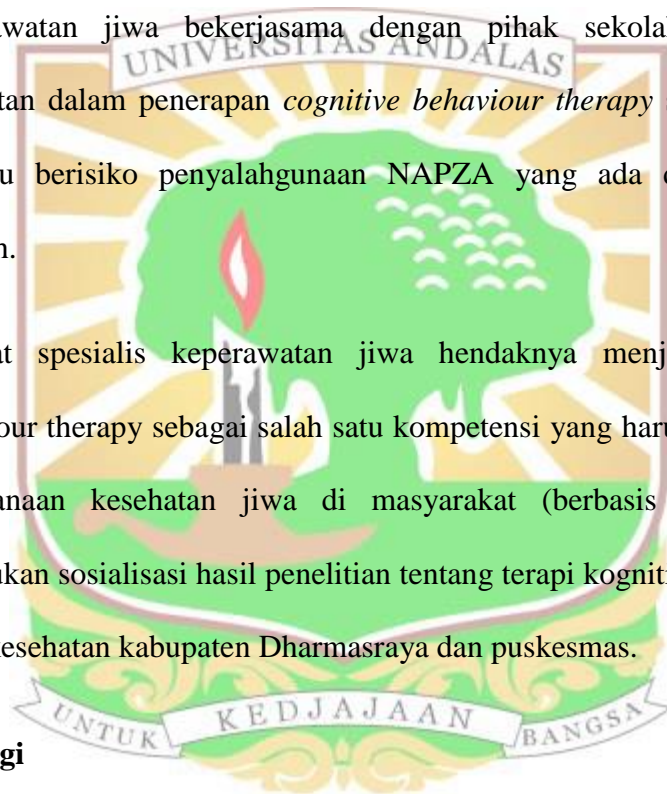 awatan jiwa bekerjasama dengan pihak sekola
UNIVERSITAS ANDALAS
tan dalam penerapan cognitive behaviour therapy
u berisiko penyalahgunaan NAPZA yang ada
n.
at spesialis keperawatan jiwa hendaknya menj
our therapy sebagai salah satu kompetensi yang haru
anaan kesehatan jiwa di masyarakat (berbasis
ukan sosialisasi hasil penelitian tentang terapi kogniti
kesehatan kabupaten Dharmasraya dan puskesmas.
UNTUK KEDJAJAAN BANGSA
gi